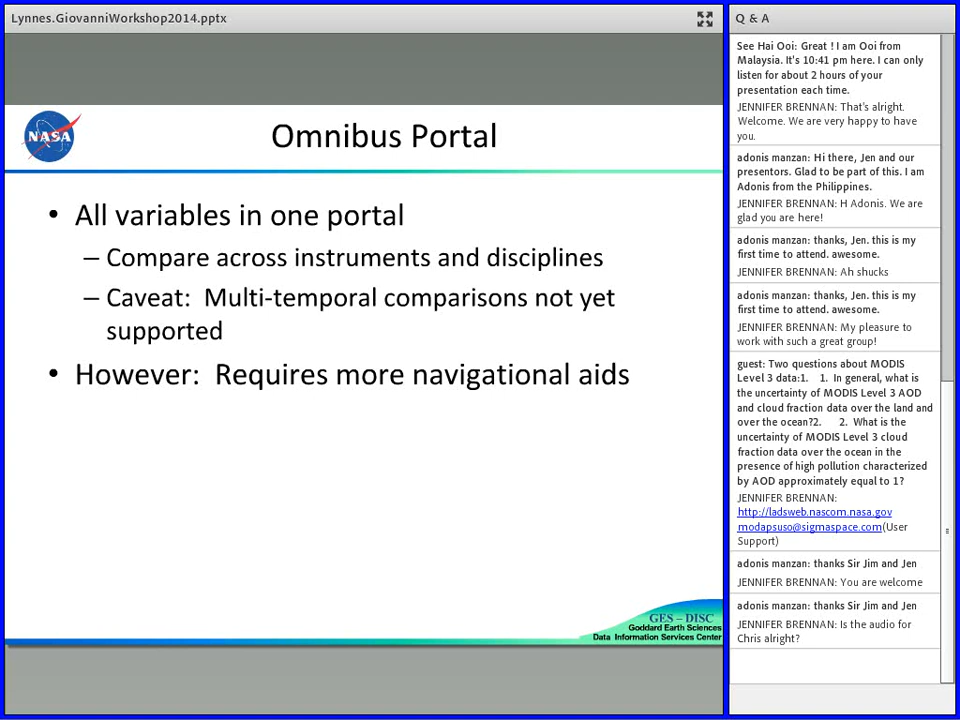 Lynnes.GiovanniWorkshop2014.pptx
NASA
Omnibus Portal
• All variables in one portal
– Compare across instruments and disciplines
– Caveat:  Multi-temporal comparisons not yet
supported
• However:  Requires more navigational aids
GES – DISC
Goddard Earth Sciences
Data Information Services Center
Q & A
See Hai Ooi: Great ! I am Ooi from
Malaysia. It's 10:41 pm here. I can only
listen for about 2 hours of your
presentation each time.
JENNIFER BRENNAN: That's alright.
Welcome. We are very happy to have
you.
adonis manzan: Hi there, Jen and our
presentors. Glad to be part of this. I am
Adonis from the Philippines.
JENNIFER BRENNAN: H Adonis. We are
glad you are here!
adonis manzan: thanks, Jen. this is my
first time to attend. awesome.
JENNIFER BRENNAN: Ah shucks
adonis manzan: thanks, Jen. this is my
first time to attend. awesome.
JENNIFER BRENNAN: My pleasure to
work with such a great group!
guest: Two questions about MODIS
Level 3 data:1.    1.  In general, what is
the uncertainty of MODIS Level 3 AOD
and cloud fraction data over the land and
over the ocean?2.      2.  What is the
uncertainty of MODIS Level 3 cloud
fraction data over the ocean in the
presence of high pollution characterized
by AOD approximately equal to 1?
JENNIFER BRENNAN:
http://ladsweb.nascom.nasa.gov
modapsuso@sigmaspace.com(User
Support)
adonis manzan: thanks Sir Jim and Jen
JENNIFER BRENNAN: You are welcome
adonis manzan: thanks Sir Jim and Jen
JENNIFER BRENNAN: Is the audio for
Chris alright?